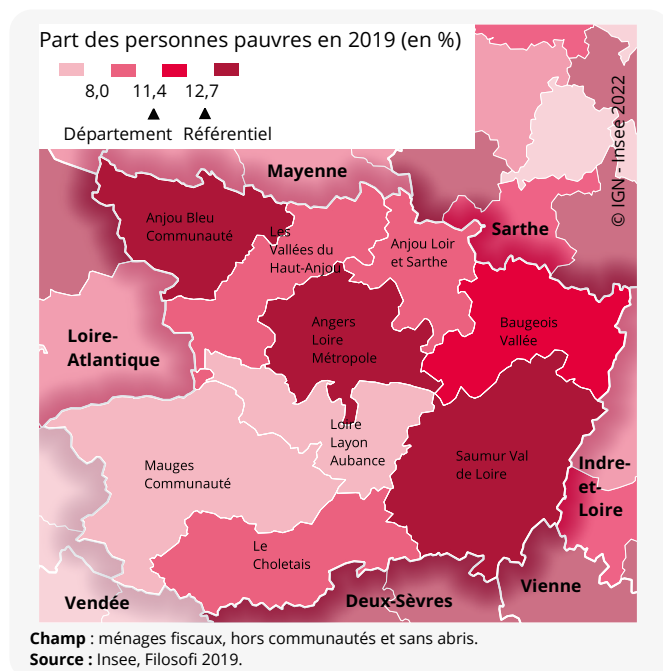 Part des personnes pauvres en 2019 (en %)
8,0 11,4 12,7
Département Référentiel
© IGN - Insee 2022
Mayenne
Sarthe
Anjou Bleu
Communauté
Les
Vallées du
Haut-Anjou
Anjou Loir
et Sarthe
Loire-
Atlantique
Angers
Loire
Métropole
Baugeois
Vallée
Loire
Layon
Aubance
Mauges
Communauté
Saumur Val
de Loire
Indre-
et-
Loire
Le
Choletais
Vendée
Deux-Sèvres
Vienne
Champ : ménages fiscaux, hors communautés et sans abris.
Source : Insee, Filosofi 2019.